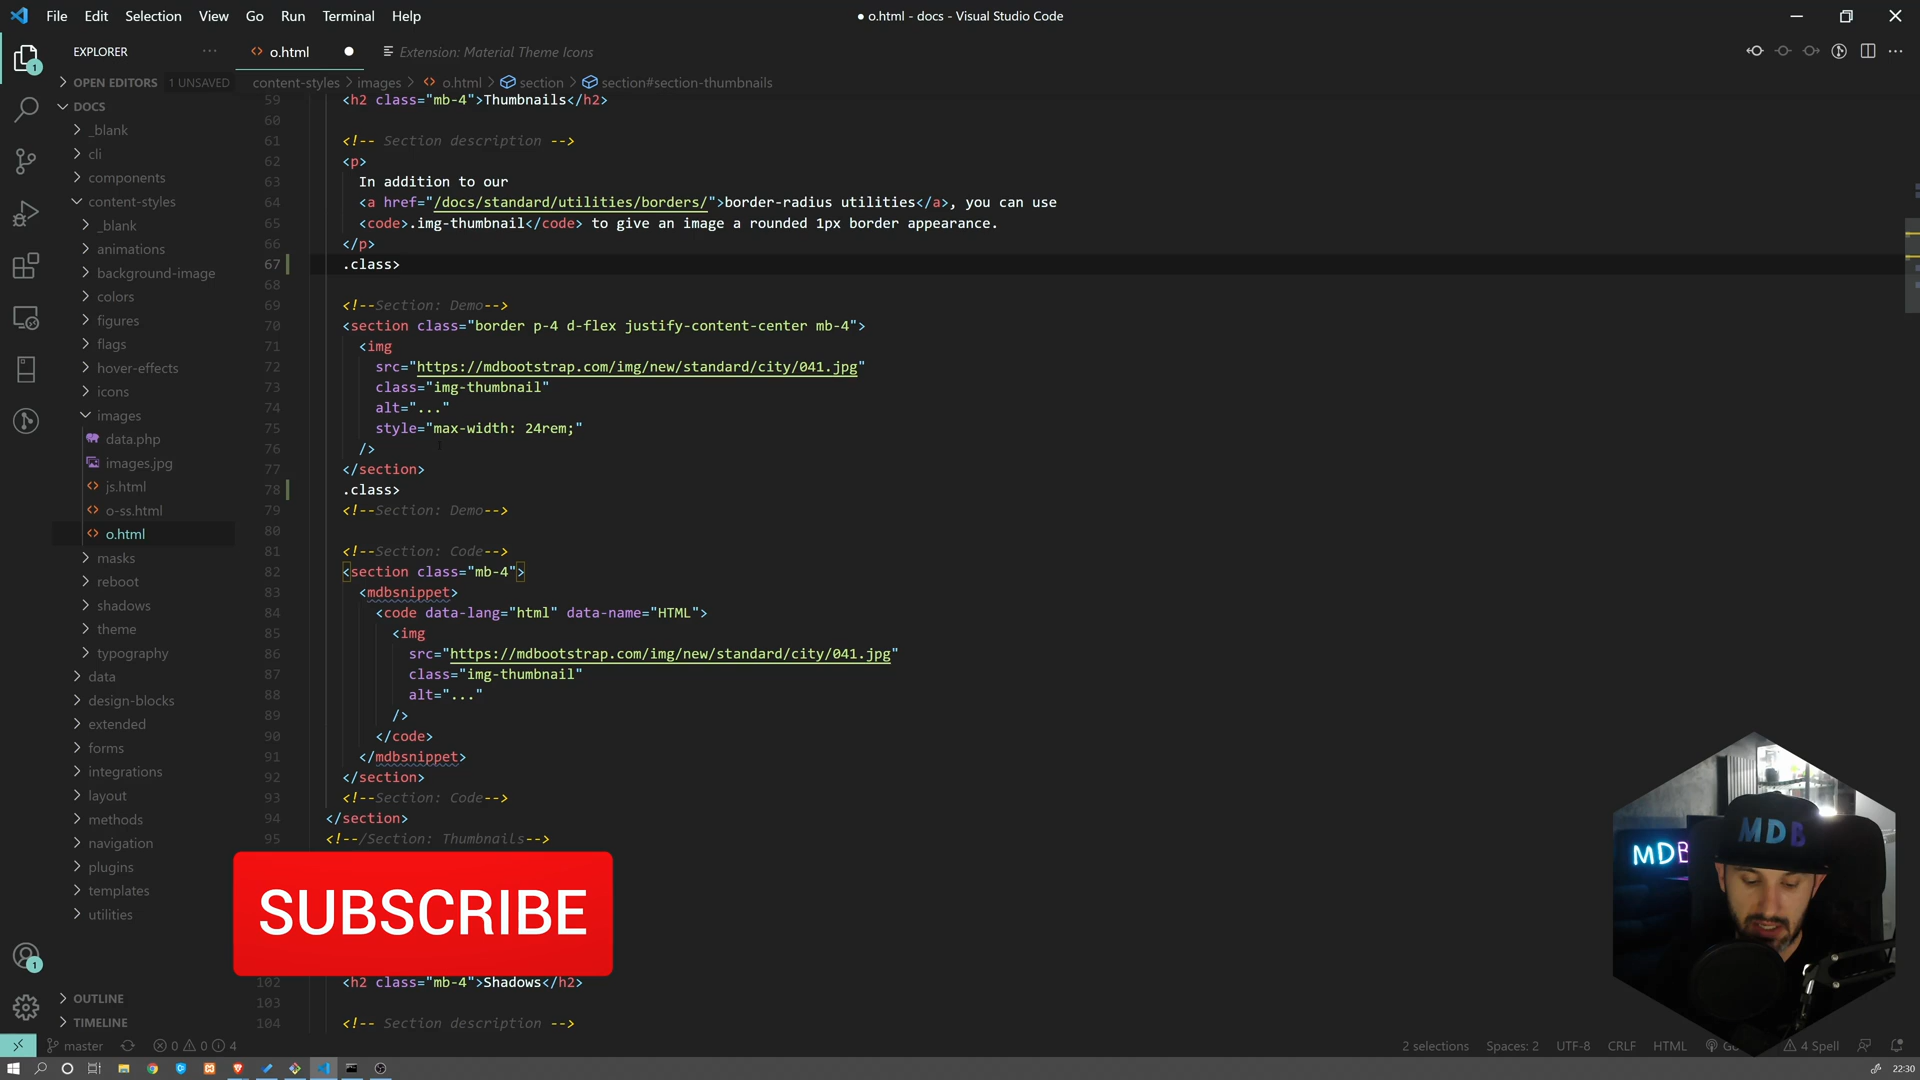 File Edit Selection View Go Run Terminal Help
● o.html - docs - Visual Studio Code
EXPLORER ···
o.html ●
Extension: Material Theme Icons
OPEN EDITORS 1 UNSAVED
content-styles > images > o.html > section > section#section-thumbnails
DOCS
_blank
cli
components
content-styles
_blank
animations
background-image
colors
figures
flags
hover-effects
icons
images
data.php
images.jpg
js.html
o-ss.html
o.html
masks
reboot
shadows
theme
typography
data
design-blocks
extended
forms
integrations
layout
methods
navigation
plugins
templates
utilities
OUTLINE
TIMELINE
59 <h2 class="mb-4">Thumbnails</h2>
60
61 <!-- Section description -->
62 <p>
63 In addition to our
64 <a href="/docs/standard/utilities/borders/">border-radius utilities</a>, you can use
65 <code>.img-thumbnail</code> to give an image a rounded 1px border appearance.
66 </p>
67 .class>
68
69 <!--Section: Demo-->
70 <section class="border p-4 d-flex justify-content-center mb-4">
71 <img
72 src="https://mdbootstrap.com/img/new/standard/city/041.jpg"
73 class="img-thumbnail"
74 alt="..."
75 style="max-width: 24rem;"
76 />
77 </section>
78 .class>
79 <!--Section: Demo-->
80
81 <!--Section: Code-->
82 <section class="mb-4">
83 <mdbsnippet>
84 <code data-lang="html" data-name="HTML">
85 <img
86 src="https://mdbootstrap.com/img/new/standard/city/041.jpg"
87 class="img-thumbnail"
88 alt="..."
89 />
90 </code>
91 </mdbsnippet>
92 </section>
93 <!--Section: Code-->
94 </section>
95 <!--/Section: Thumbnails-->
SUBSCRIBE
102 <h2 class="mb-4">Shadows</h2>
103
104 <!-- Section description -->
MDB
MDB
1
1
master 0 0 4
2 selections Spaces: 2 UTF-8 CRLF HTML 4 Spell
22:30